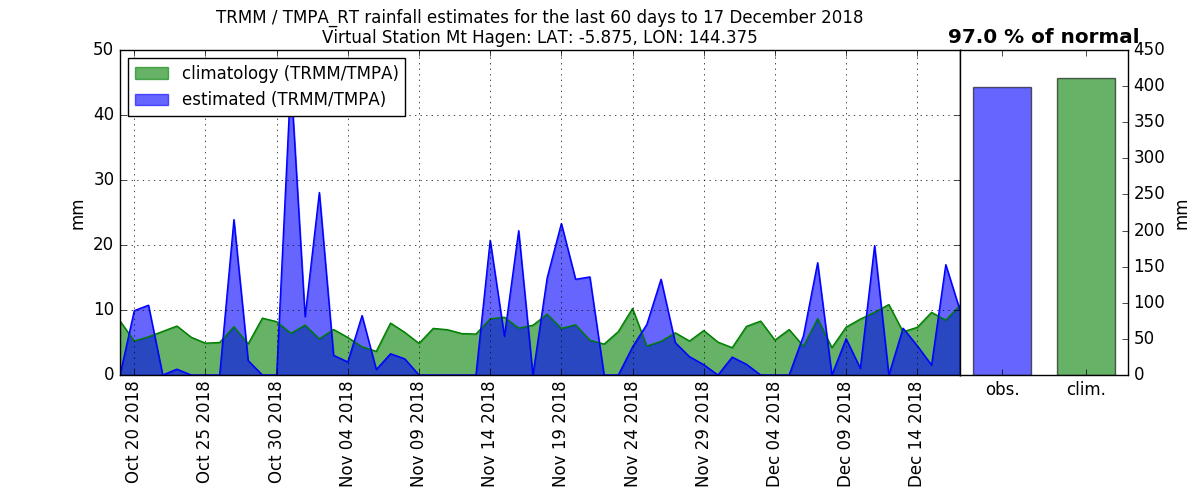 TRMM / TMPA_RT rainfall estimates for the last 60 days to 17 December 2018
Virtual Station Mt Hagen: LAT: -5.875, LON: 144.375
97.0 % of normal
climatology (TRMM/TMPA)
estimated (TRMM/TMPA)
mm
50
40
30
20
10
0
Oct 20 2018
Oct 25 2018
Oct 30 2018
Nov 04 2018
Nov 09 2018
Nov 14 2018
Nov 19 2018
Nov 24 2018
Nov 29 2018
Dec 04 2018
Dec 09 2018
Dec 14 2018
obs.
clim.
450
400
350
300
250
200
150
100
50
0
mm